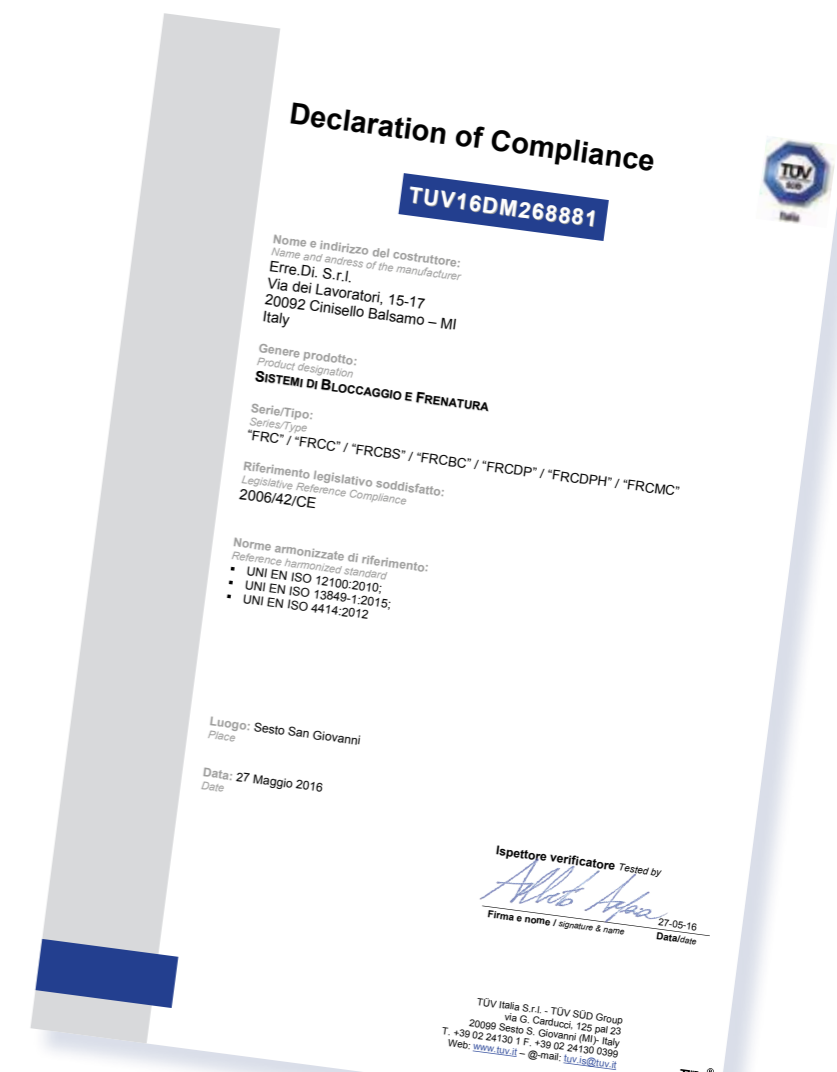 Declaration of Compliance
TÜV
SÜD
Italia
TUV16DM268881
Nome e indirizzo del costruttore:
Name and andress of the manufacturer
Erre.Di. S.r.l.
Via dei Lavoratori, 15-17
20092 Cinisello Balsamo – MI
Italy
Genere prodotto:
Product designation
SISTEMI DI BLOCCAGGIO E FRENATURA
Serie/Tipo:
Series/Type
"FRC" / "FRCC" / "FRCBS" / "FRCBC" / "FRCDP" / "FRCDPH" / "FRCMC"
Riferimento legislativo soddisfatto:
Legislative Reference Compliance
2006/42/CE
Norme armonizzate di riferimento:
Reference harmonized standard
▪ UNI EN ISO 12100:2010;
▪ UNI EN ISO 13849-1:2015;
▪ UNI EN ISO 4414:2012
Luogo: Sesto San Giovanni
Place
Data: 27 Maggio 2016
Date
Ispettore verificatore Tested by
27-05-16
Firma e nome / signature & name Data/date
TÜV Italia S.r.l. - TÜV SÜD Group
via G. Carducci, 125 pal 23
20099 Sesto S. Giovanni (MI)- Italy
T. +39 02 24130 1 F. +39 02 24130 0399
Web: www.tuv.it – @-mail: tuv.is@tuv.it